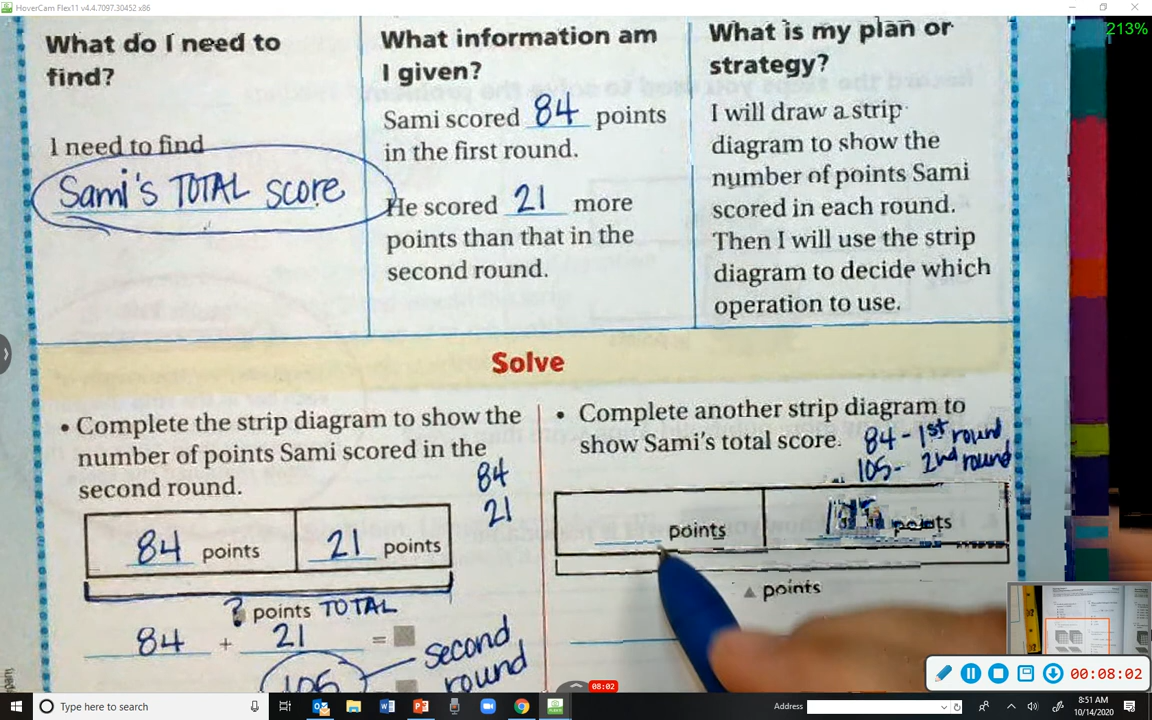 HoverCam Flex11 v4.4.7097.30452 x86
213%
What do I need to
find?
I need to find
Sami's TOTAL score
What information am
I given?
Sami scored 84 points
in the first round.
He scored 21 more
points than that in the
second round.
What is my plan or
strategy?
I will draw a strip
diagram to show the
number of points Sami
scored in each round.
Then I will use the strip
diagram to decide which
operation to use.
Solve
• Complete the strip diagram to show the
number of points Sami scored in the
second round.
84
21
84 points 21 points
? points TOTAL
84 + 21 =
105
second
round
• Complete another strip diagram to
show Sami's total score.
84 - 1st round
105- 2nd round
points
points
points
08:02
00:08:02
Type here to search
Address
8:51 AM
10/14/2020